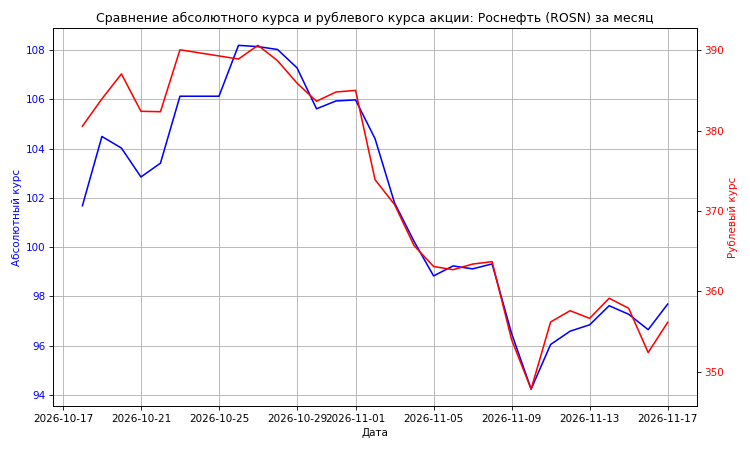 Сравнение абсолютного курса и рублевого курса акции: Роснефть (ROSN) за месяц
108
106
104
102
100
98
96
94
Абсолютный курс
390
380
370
360
350
Рублевый курс
2026-10-17 2026-10-21 2026-10-25 2026-10-29 2026-11-01 2026-11-05 2026-11-09 2026-11-13 2026-11-17
Дата